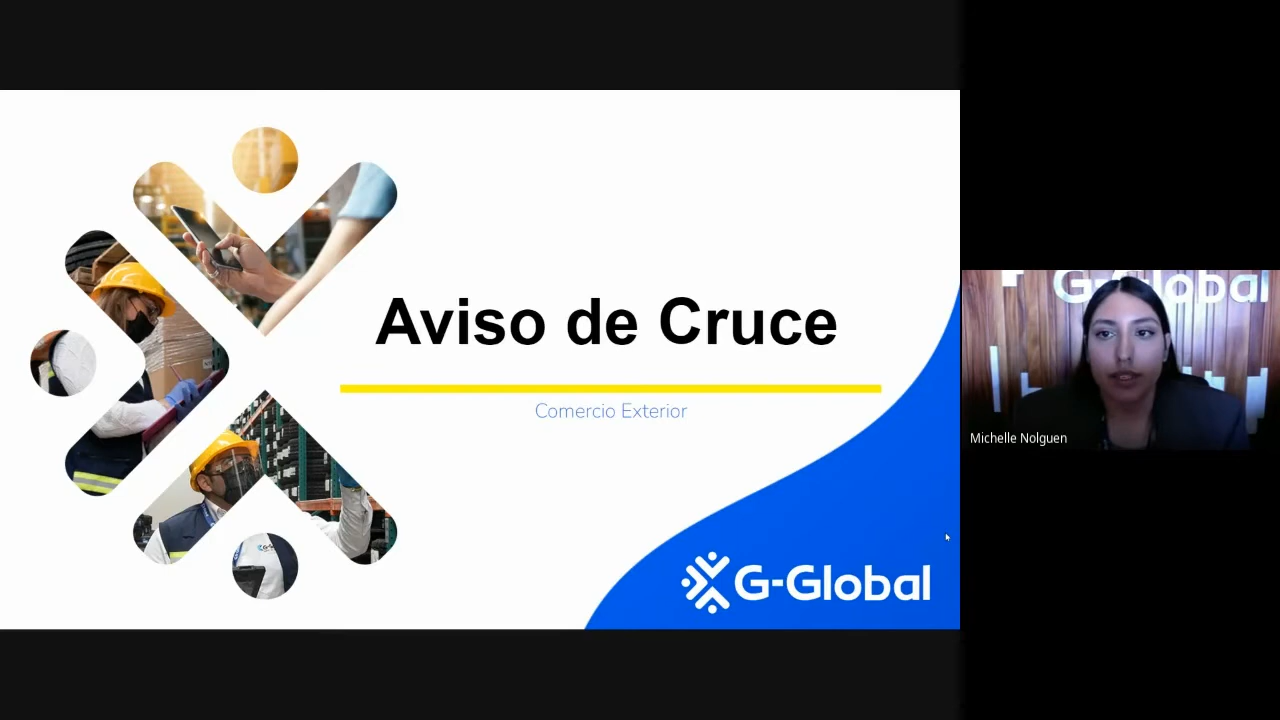 Aviso de Cruce
Comercio Exterior
G-Global
G-Global
Michelle Nolguen